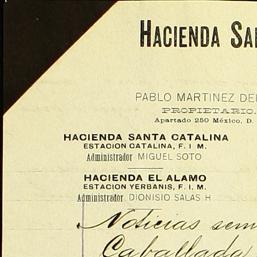 HACIENDA SA
PABLO MARTINEZ DE
PROPIETARIO.
Apartado 250 México, D.
HACIENDA SANTA CATALINA
ESTACION CATALINA, F. I. M.
Administrador MIGUEL SOTO
HACIENDA EL ALAMO
ESTACION YERBANIS, F. I. M.
Administrador DIONISIO SALAS H
Noticias sem
Caballada